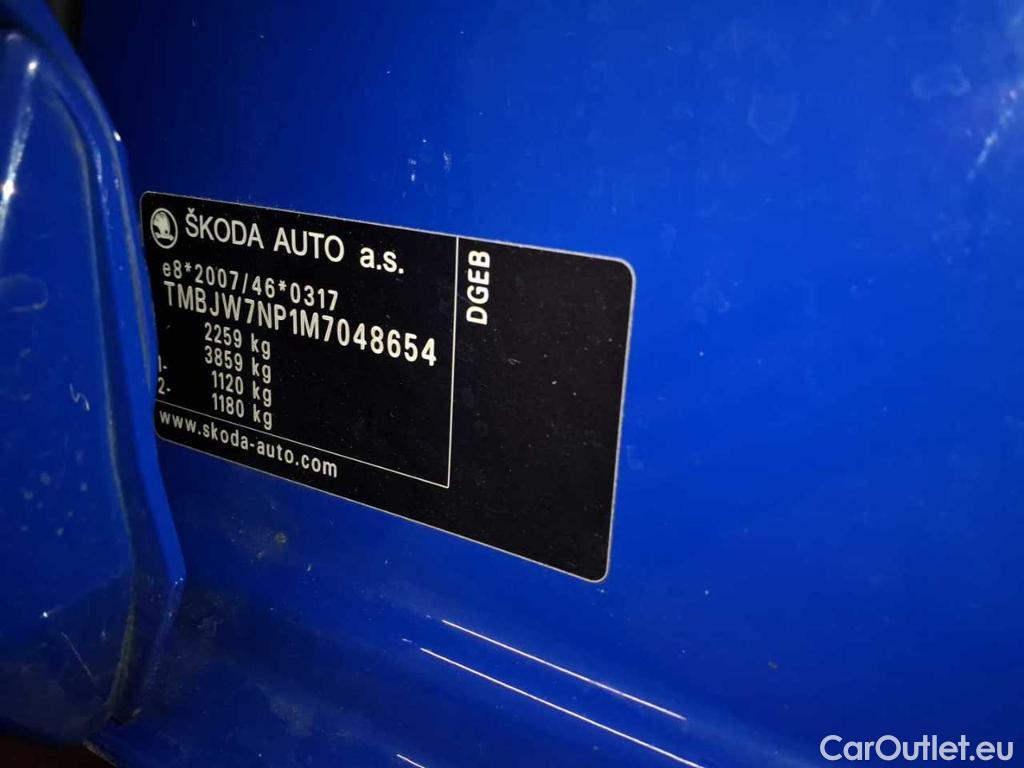 ŠKODA AUTO a.s.
e8*2007/46*0317
TMBJW7NP1M7048654
2259 kg
3859 kg
1- 1120 kg
2- 1180 kg
www.skoda-auto.com
DGEB
CarOutlet.eu